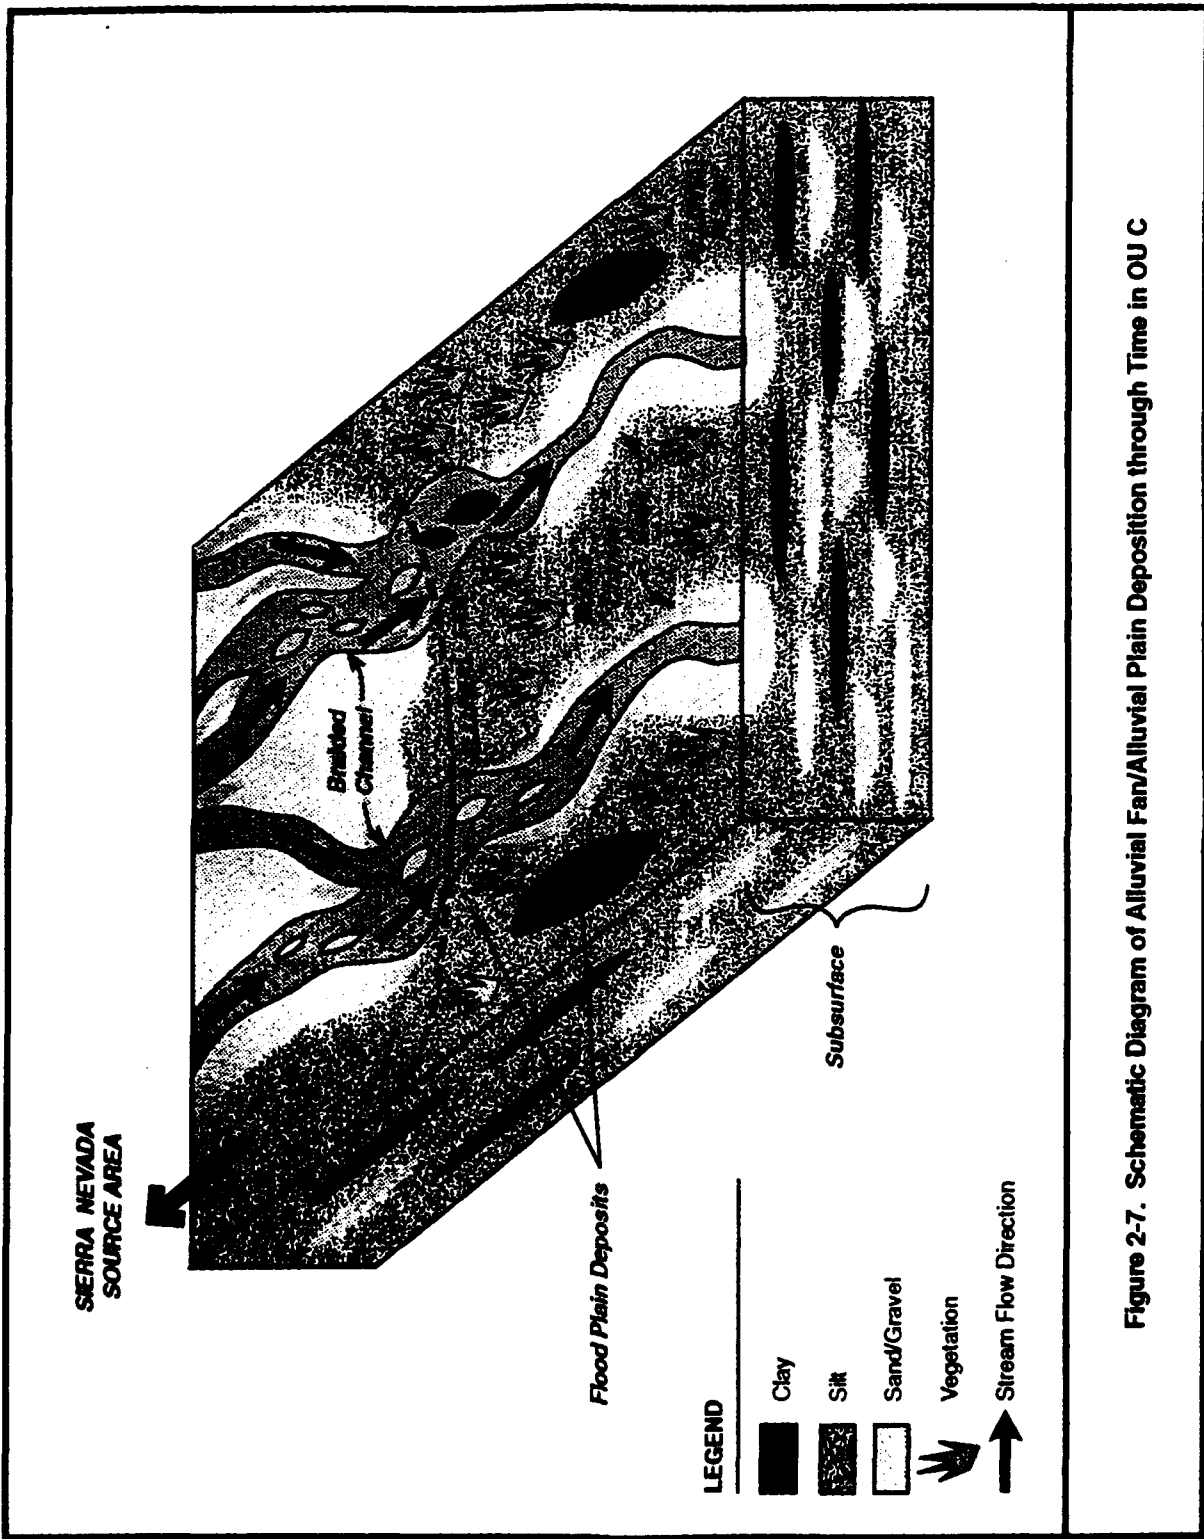 SIERRA NEVADA
SOURCE AREA
Braided
Channel
Flood Plain Deposits
Subsurface
LEGEND
Clay
Silt
Sand/Gravel
Vegetation
Stream Flow Direction
Figure 2-7. Schematic Diagram of Alluvial Fan/Alluvial Plain Deposition through Time in OU C